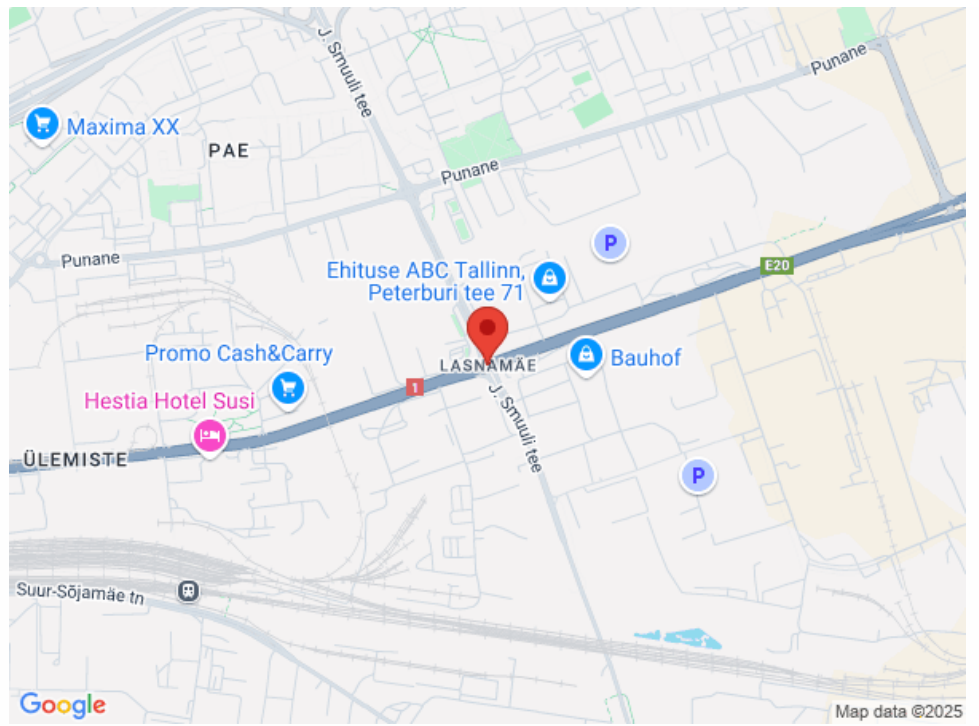 J. Smuuli tee
Punane
Maxima XX
PAE
Punane
P
Punane
E20
Ehituse ABC Tallinn,
Peterburi tee 71
Promo Cash&Carry
Bauhof
LASNAMÄE
1
J. Smuuli tee
Hestia Hotel Susi
ÜLEMISTE
P
Suur-Sõjamäe tn
Google
Map data ©2025